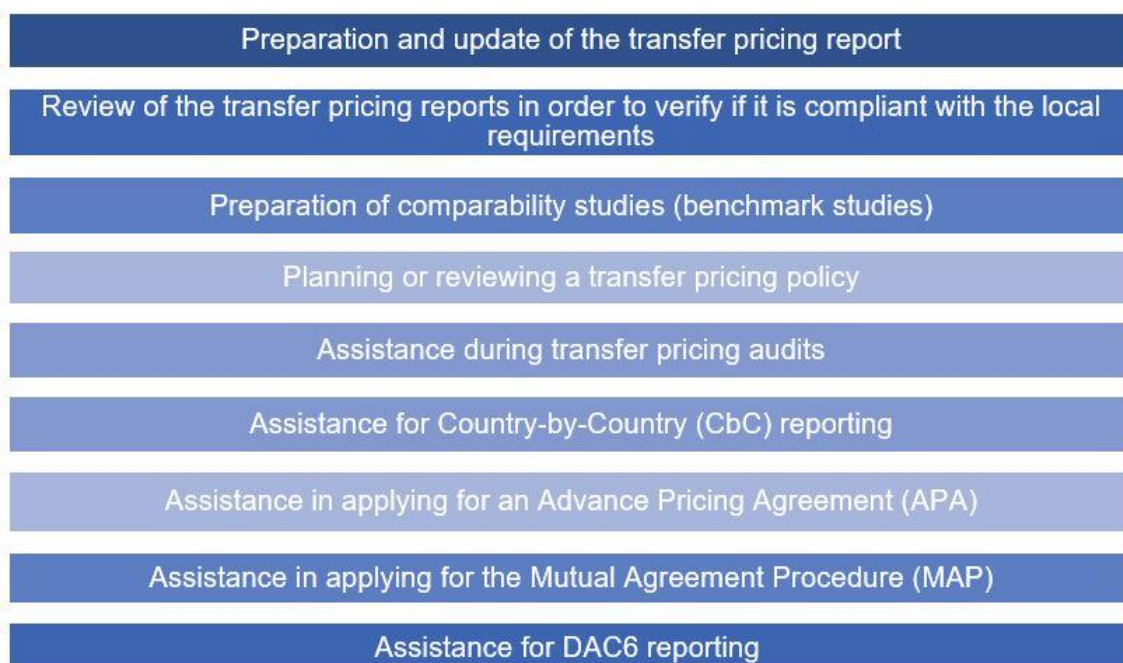 Preparation and update of the transfer pricing report
Review of the transfer pricing reports in order to verify if it is compliant with the local
requirements
Preparation of comparability studies (benchmark studies)
Planning or reviewing a transfer pricing policy
Assistance during transfer pricing audits
Assistance for Country-by-Country (CbC) reporting
Assistance in applying for an Advance Pricing Agreement (APA)
Assistance in applying for the Mutual Agreement Procedure (MAP)
Assistance for DAC6 reporting